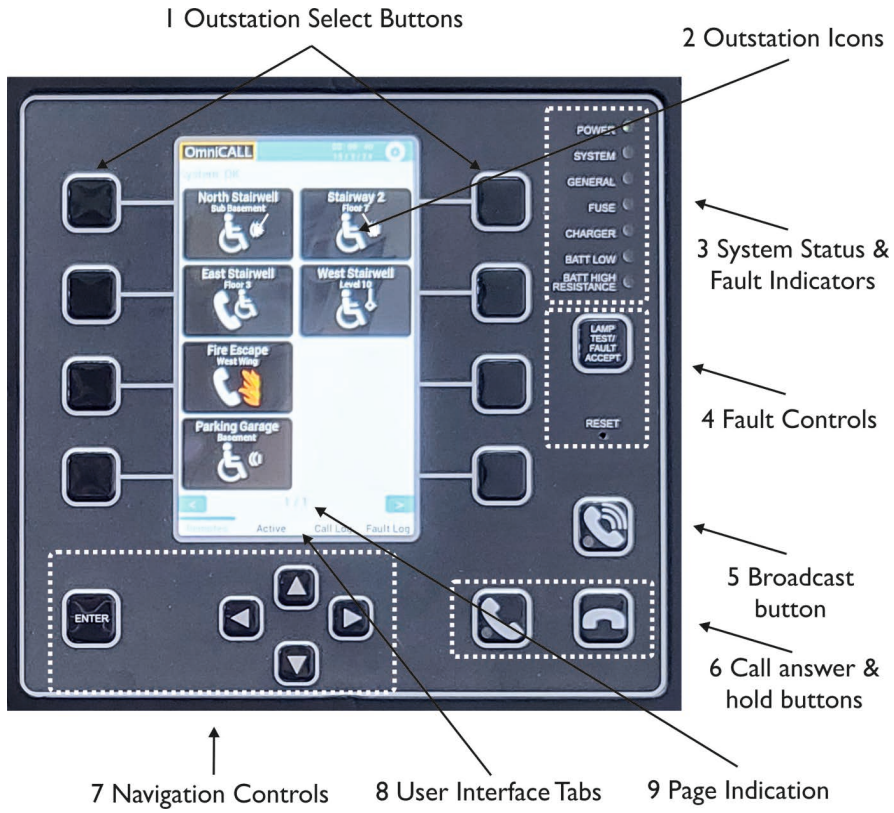 1 Outstation Select Buttons
2 Outstation Icons
OmniCALL
System OK
North Stairwell
Sub Basement
Stairway 2
Floor 7
East Stairwell
Floor 3
West Stairwell
Level 10
Fire Escape
West Wing
Parking Garage
Basement
<
1 / 1
>
Active
Call Log
Fault Log
POWER
SYSTEM
GENERAL
FUSE
CHARGER
BATT LOW
BATT HIGH
RESISTANCE
3 System Status &
Fault Indicators
LAMP
TEST/
FAULT
ACCEPT
RESET
4 Fault Controls
5 Broadcast
button
ENTER
6 Call answer &
hold buttons
7 Navigation Controls
8 User Interface Tabs
9 Page Indication